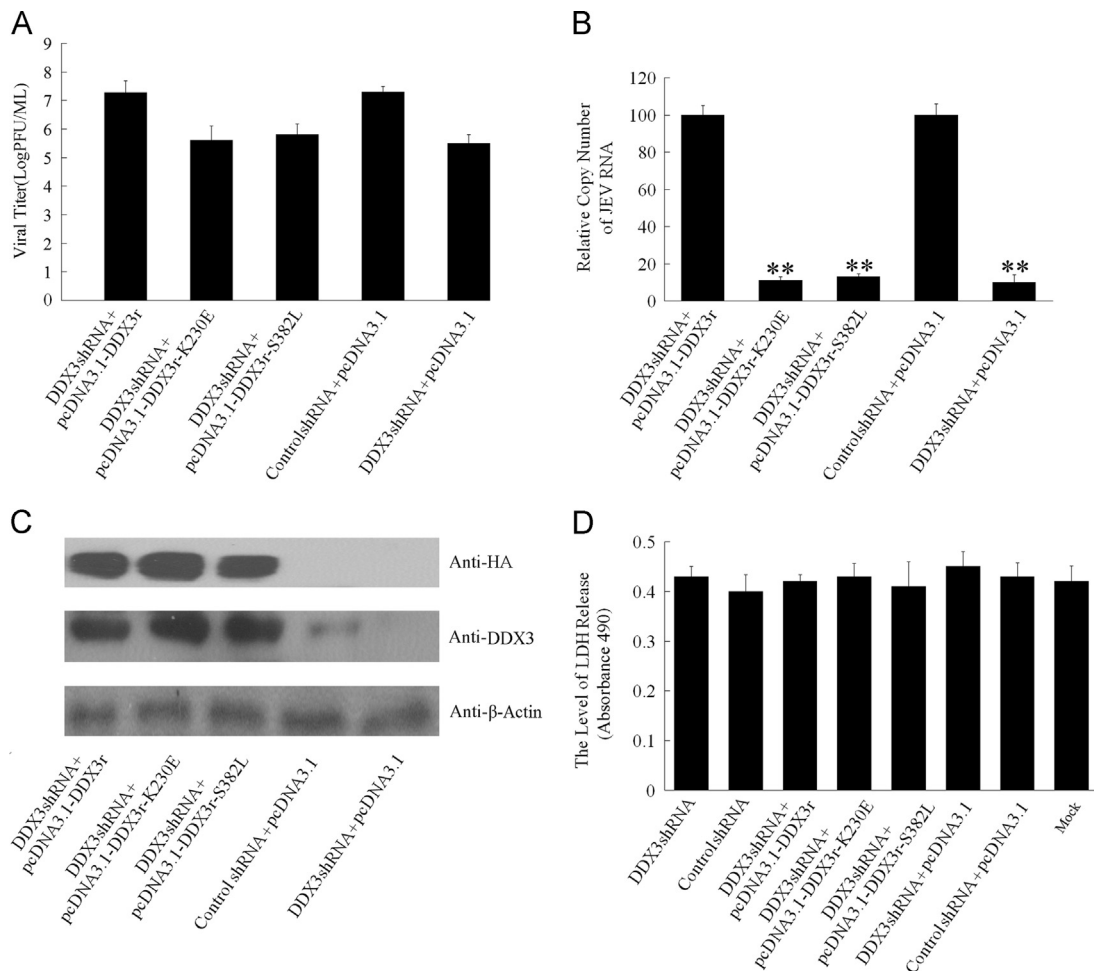 A
Viral Titer(LogPFU/ML)
9
8
7
6
5
4
3
2
1
0
DDX3shRNA+
pcDNA3.1-DDX3r
DDX3shRNA+
pcDNA3.1-DDX3r-K230E
DDX3shRNA+
pcDNA3.1-DDX3r-S382L
ControlshRNA+pcDNA3.1
DDX3shRNA+pcDNA3.1
B
Relative Copy Number
of JEV RNA
120
100
80
60
40
20
0
**
**
**
DDX3shRNA+
pcDNA3.1-DDX3r
DDX3shRNA+
pcDNA3.1-DDX3r-K230E
DDX3shRNA+
pcDNA3.1-DDX3r-S382L
ControlshRNA+pcDNA3.1
DDX3shRNA+pcDNA3.1
C
Anti-HA
Anti-DDX3
Anti-β-Actin
DDX3shRNA+
pcDNA3.1-DDX3r
DDX3shRNA+
pcDNA3.1-DDX3r-K230E
DDX3shRNA+
pcDNA3.1-DDX3r-S382L
Control shRNA+pcDNA3.1
DDX3shRNA+pcDNA3.1
D
The Level of LDH Release
(Absorbance 490)
0.5
0.4
0.3
0.2
0.1
0
DDX3shRNA
ControlshRNA
DDX3shRNA+
pcDNA3.1-DDX3r
DDX3shRNA+
pcDNA3.1-DDX3r-K230E
DDX3shRNA+
pcDNA3.1-DDX3r-S382L
DDX3shRNA+pcDNA3.1
ControlshRNA+pcDNA3.1
Mock